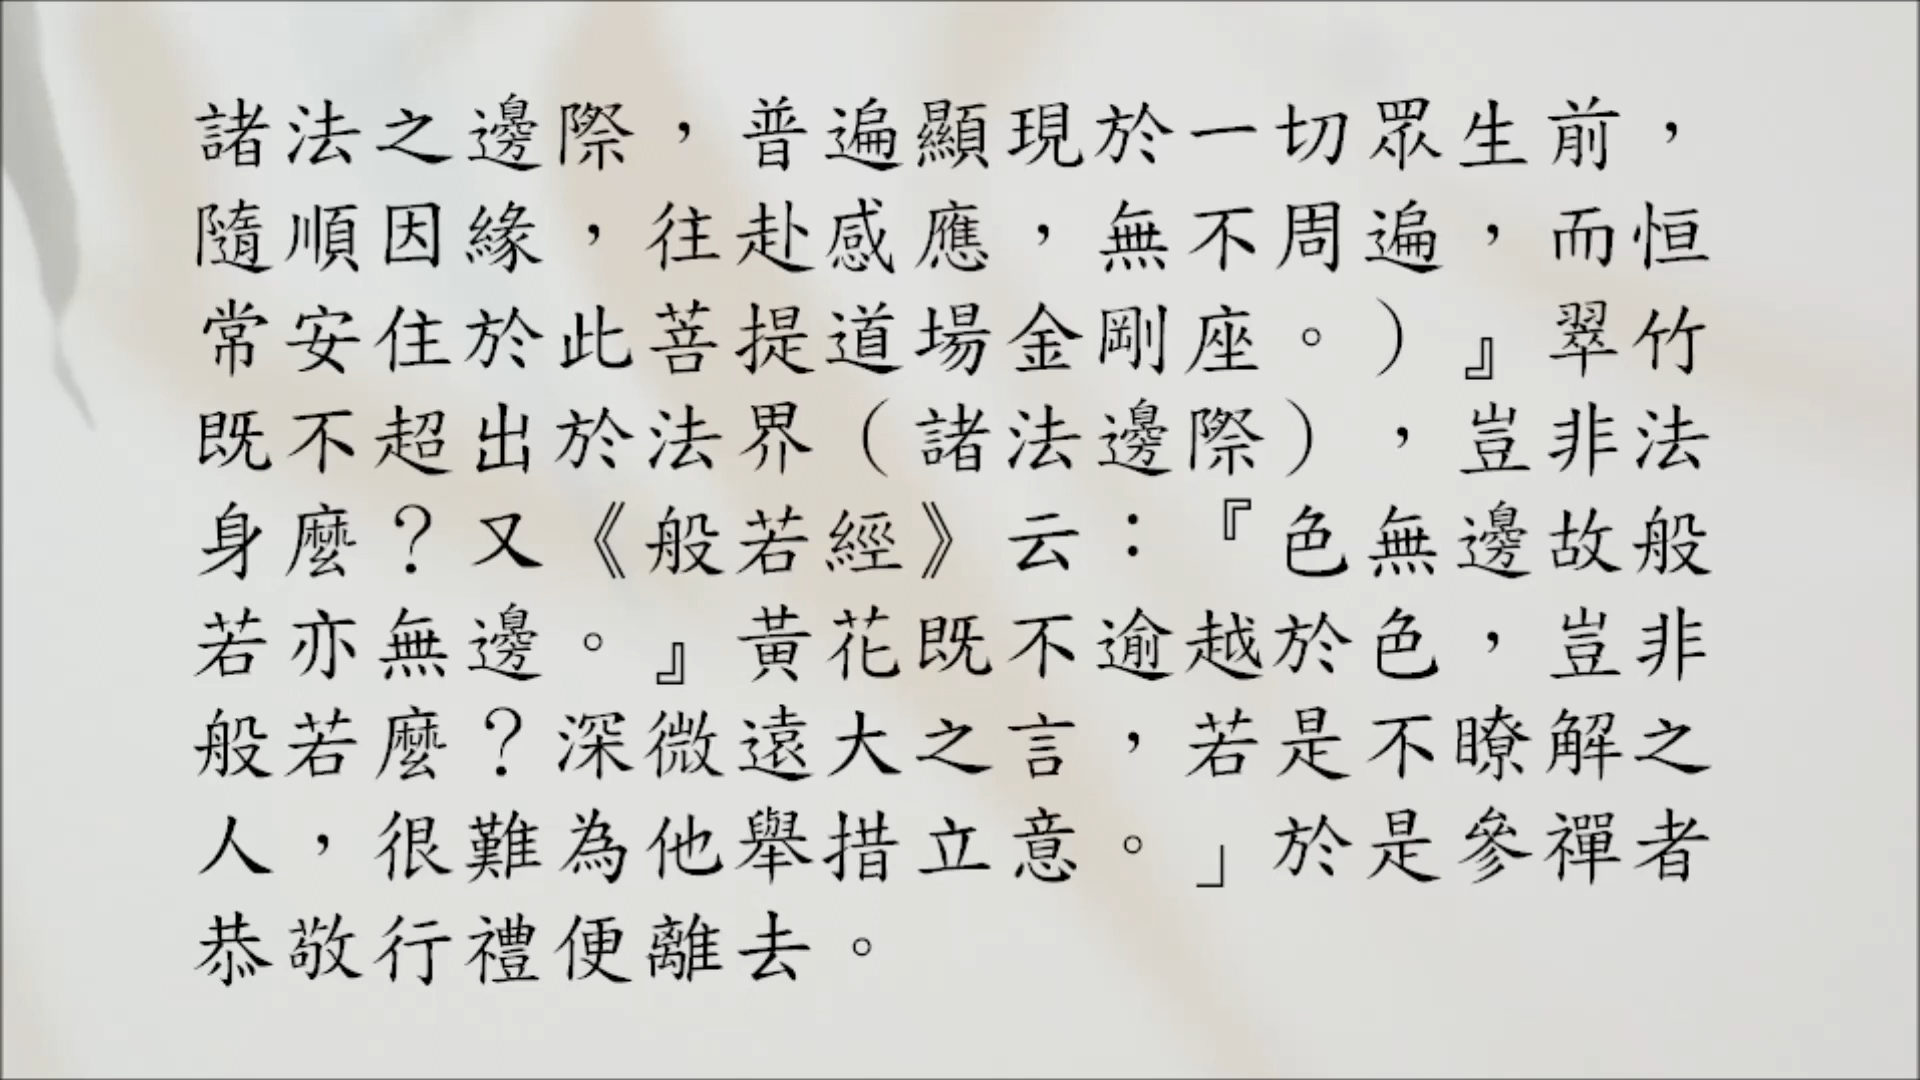 諸法之邊際，普遍顯現於一切眾生前，
隨順因緣，往赴感應，無不周遍，而恒
常安住於此菩提道場金剛座。）』翠竹
既不超出於法界（諸法邊際），豈非法
身麼？又《般若經》云：『色無邊故般
若亦無邊。』黃花既不逾越於色，豈非
般若麼？深微遠大之言，若是不瞭解之
人，很難為他舉措立意。」於是參禪者
恭敬行禮便離去。